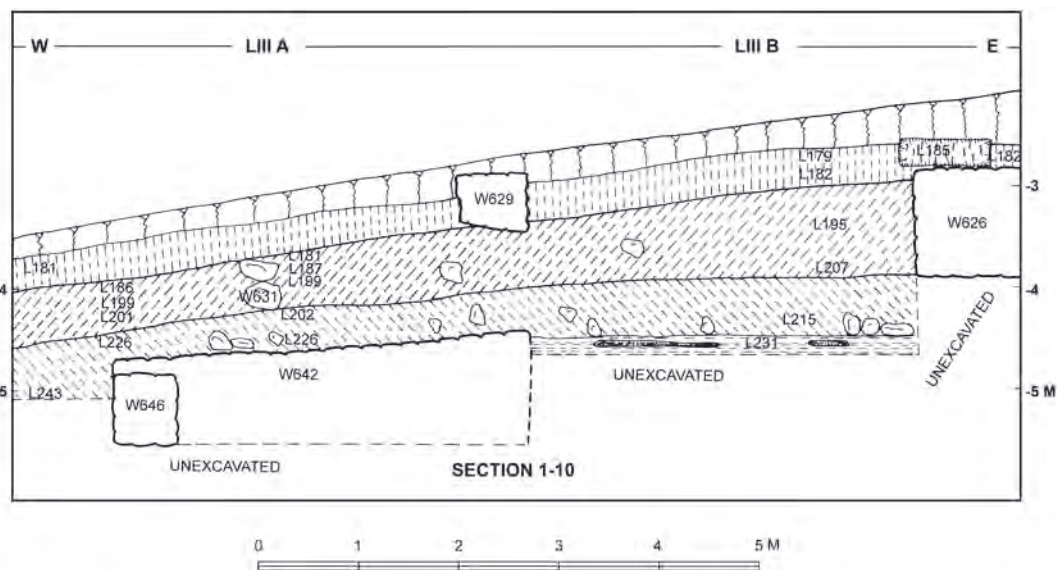 W LIII A LIII B E
L179
L185
L182
L182
W629
-3
L195
W626
L181
L181
L186
L187
L199
L199
W631
L201
L202
L207
4
-4
L226
L226
L215
L231
W642
UNEXCAVATED
UNEXCAVATED
5
L243
W646
-5 M
UNEXCAVATED
SECTION 1-10
0 1 2 3 4 5 M